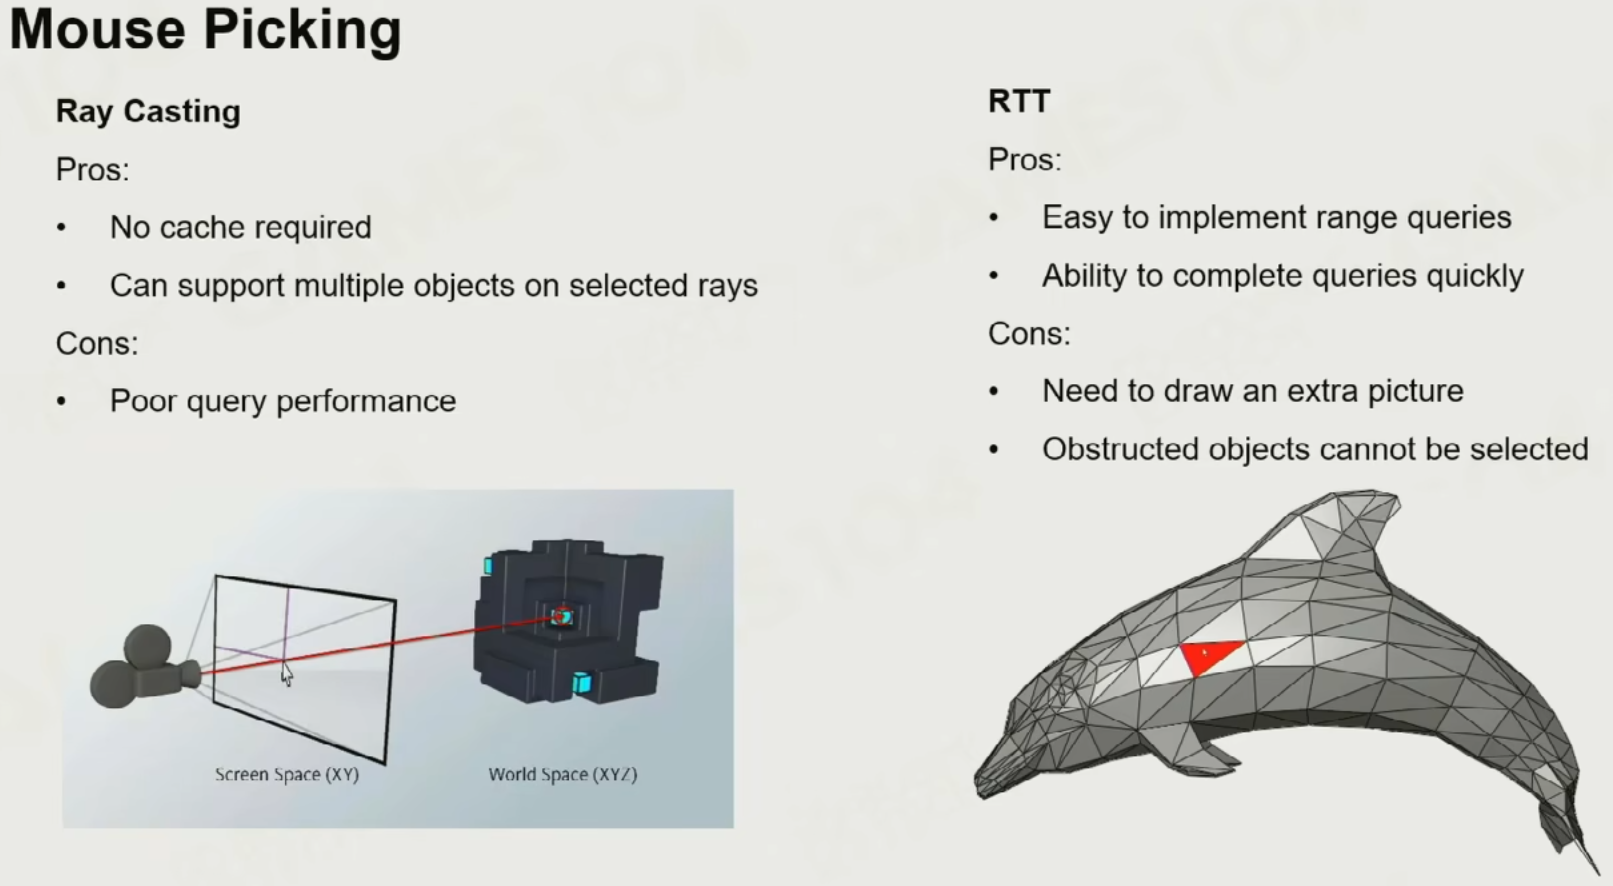 Mouse Picking
Ray Casting
Pros:
• No cache required
• Can support multiple objects on selected rays
Cons:
• Poor query performance
Screen Space (XY)
World Space (XYZ)
RTT
Pros:
• Easy to implement range queries
• Ability to complete queries quickly
Cons:
• Need to draw an extra picture
• Obstructed objects cannot be selected
GAMES 104